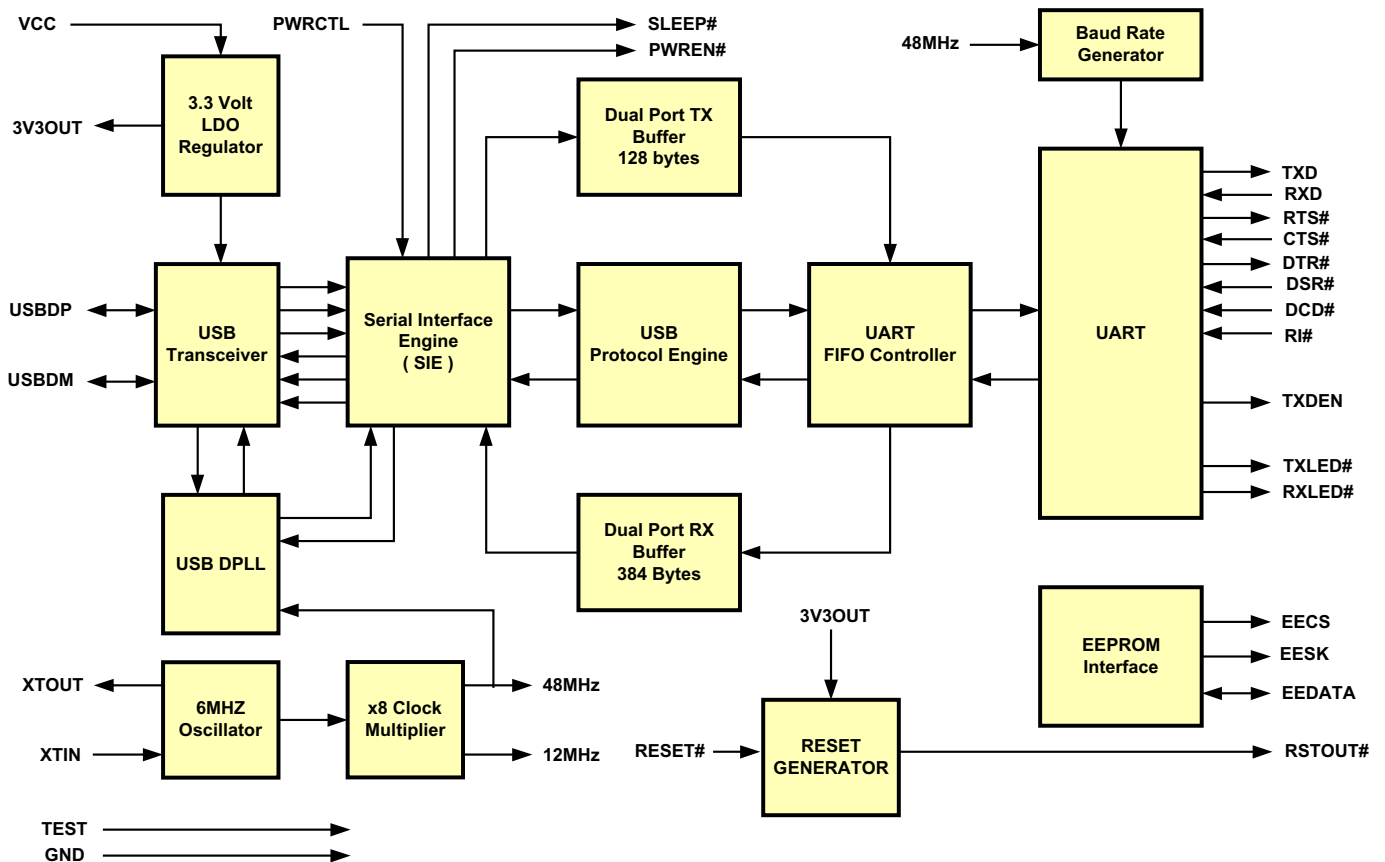 VCC
PWRCTL
SLEEP#
PWREN#
48MHz
Baud Rate
Generator
3V3OUT
3.3 Volt
LDO
Regulator
Dual Port TX
Buffer
128 bytes
TXD
RXD
RTS#
CTS#
DTR#
DSR#
DCD#
RI#
TXDEN
TXLED#
RXLED#
USBDP
USBDM
USB
Transceiver
Serial Interface
Engine
( SIE )
USB
Protocol Engine
UART
FIFO Controller
UART
USB DPLL
Dual Port RX
Buffer
384 Bytes
3V3OUT
EEPROM
Interface
EECS
EESK
EEDATA
XTOUT
XTIN
6MHZ
Oscillator
x8 Clock
Multiplier
48MHz
12MHz
RESET#
RESET
GENERATOR
RSTOUT#
TEST
GND